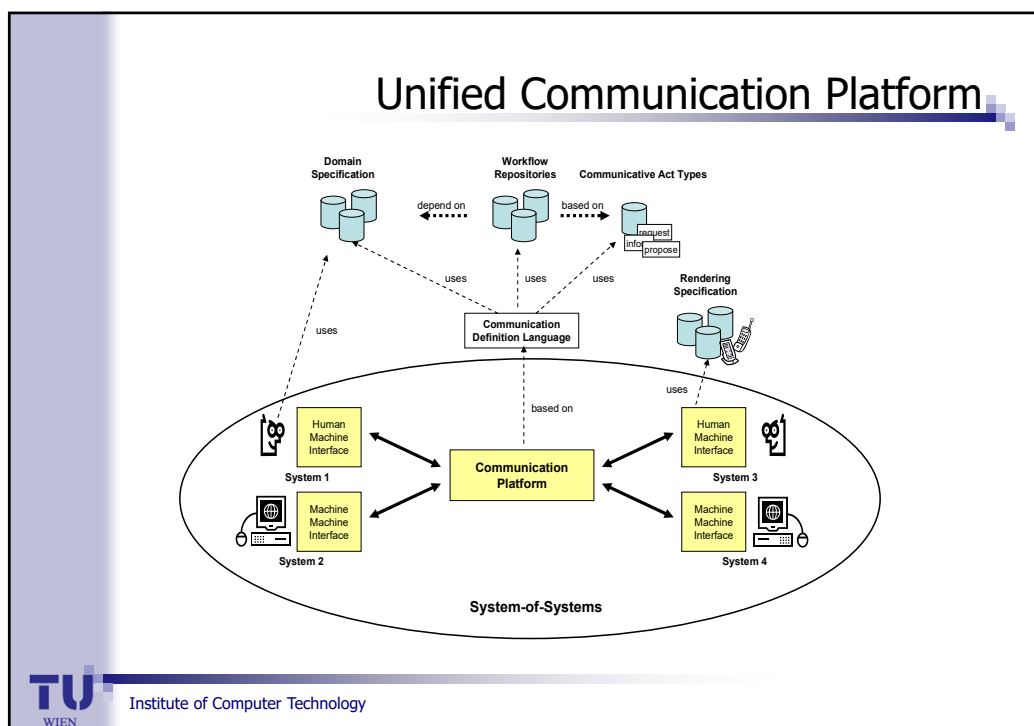 Unified Communication Platform
Domain
Specification
Workflow
Repositories
Communicative Act Types
depend on
based on
request
infor
propose
uses
uses
uses
Rendering
Specification
uses
Communication
Definition Language
uses
based on
Human
Machine
Interface
System 1
Communication
Platform
Human
Machine
Interface
System 3
Machine
Machine
Interface
System 2
Machine
Machine
Interface
System 4
System-of-Systems
TU
WIEN
Institute of Computer Technology